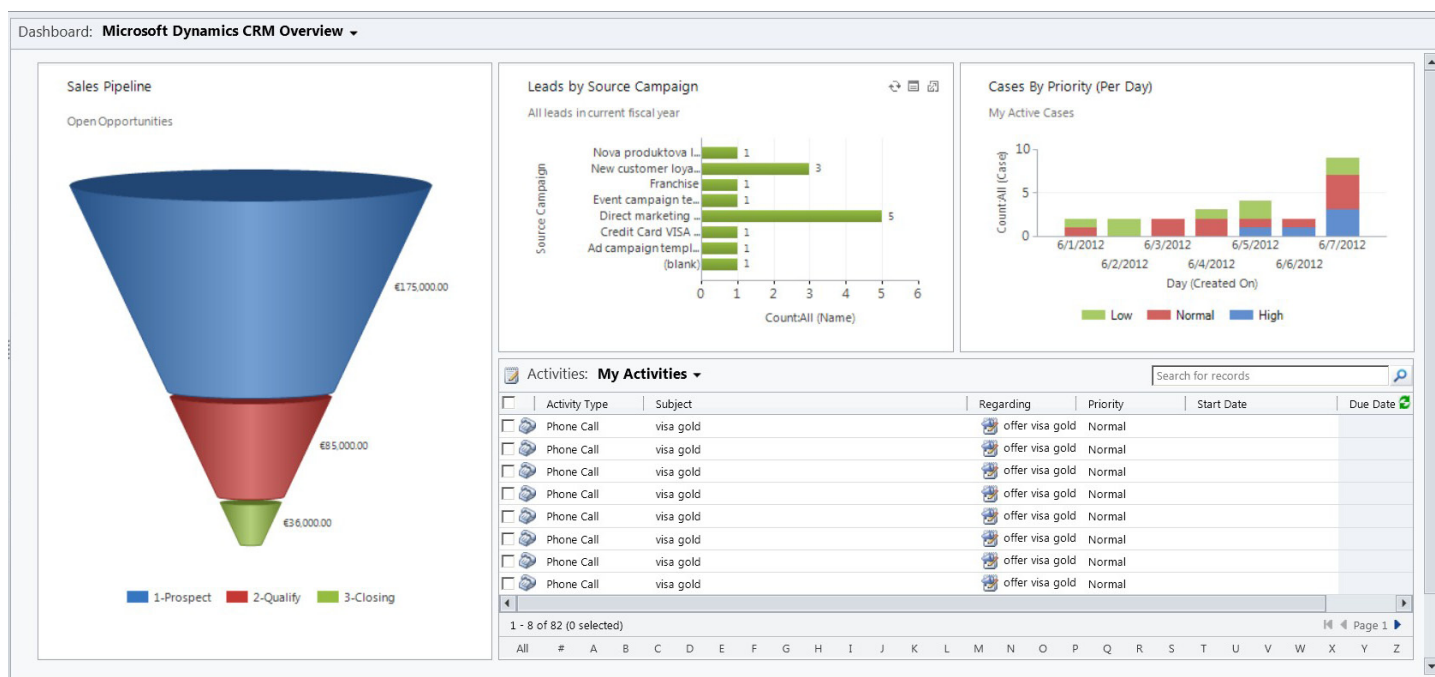 Dashboard: Microsoft Dynamics CRM Overview
Sales Pipeline
Open Opportunities
€175,000.00
€85,000.00
€36,000.00
1-Prospect 2-Qualify 3-Closing
Leads by Source Campaign
All leads in current fiscal year
Source Campaign
Nova produktova l... 1
New customer loya... 3
Franchise 1
Event campaign te... 1
Direct marketing ... 5
Credit Card VISA ... 1
Ad campaign templ... 1
(blank) 1
0 1 2 3 4 5 6
Count:All (Name)
Cases By Priority (Per Day)
My Active Cases
Count:All (Case)
10
5
0
6/1/2012 6/3/2012 6/5/2012 6/7/2012
6/2/2012 6/4/2012 6/6/2012
Day (Created On)
Low Normal High
Activities: My Activities Search for records
Activity Type Subject Regarding Priority Start Date Due Date
Phone Call visa gold offer visa gold Normal
Phone Call visa gold offer visa gold Normal
Phone Call visa gold offer visa gold Normal
Phone Call visa gold offer visa gold Normal
Phone Call visa gold offer visa gold Normal
Phone Call visa gold offer visa gold Normal
Phone Call visa gold offer visa gold Normal
Phone Call visa gold offer visa gold Normal
1 - 8 of 82 (0 selected) Page 1
All # A B C D E F G H I J K L M N O P Q R S T U V W X Y Z